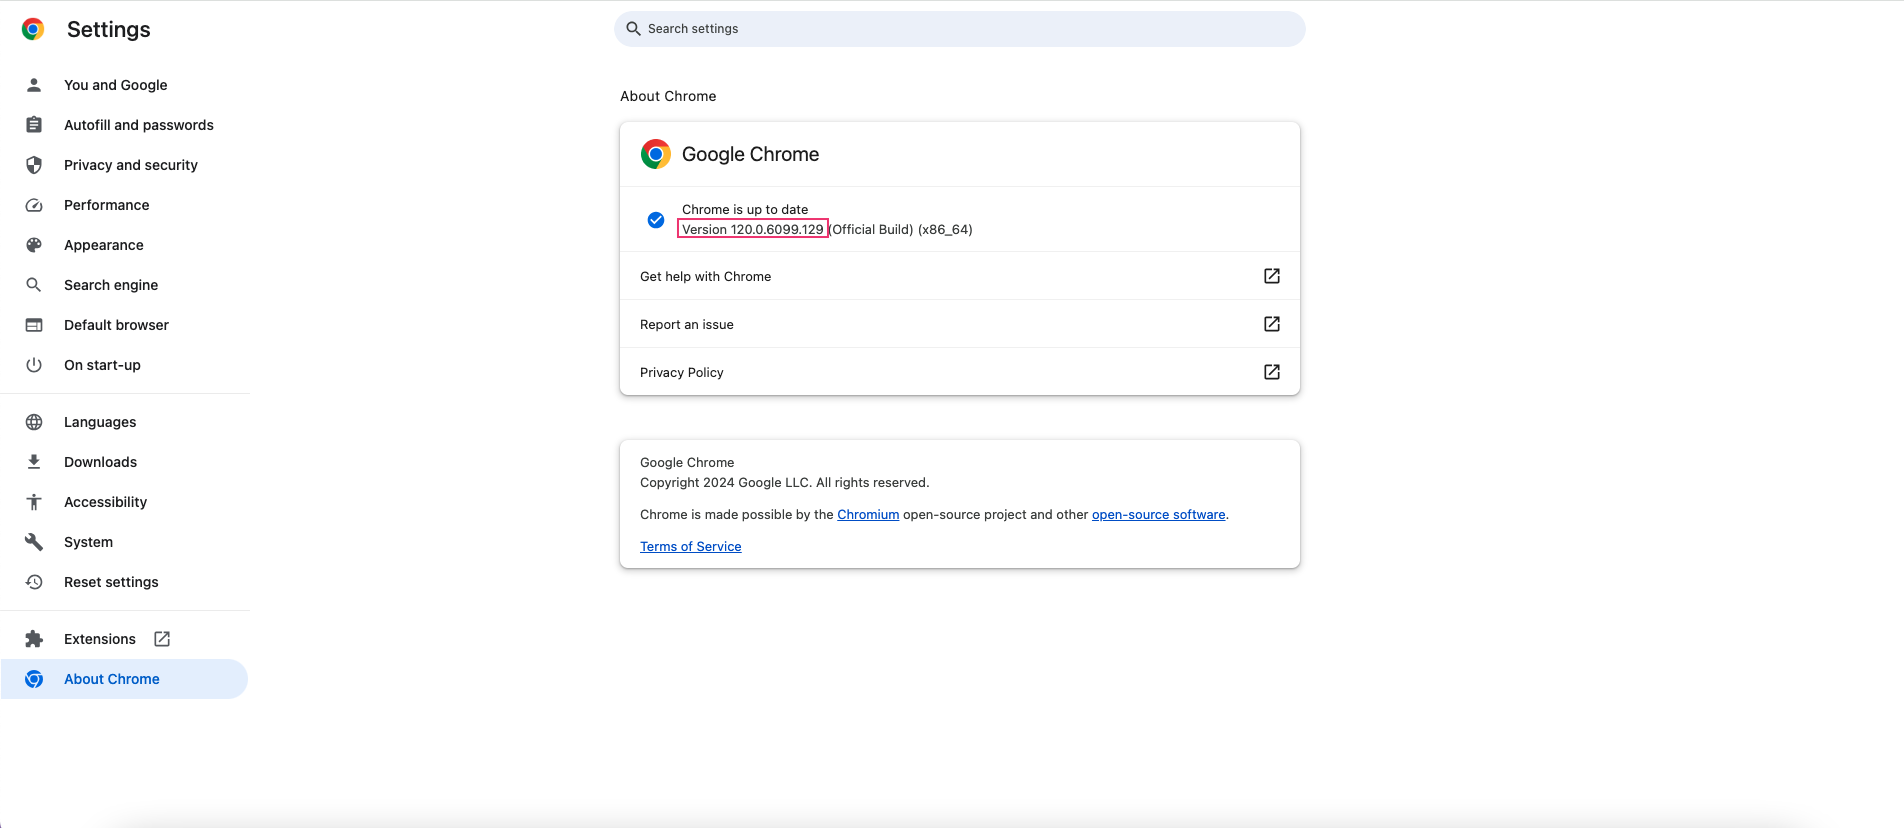 Settings
Search settings
You and Google
Autofill and passwords
Privacy and security
Performance
Appearance
Search engine
Default browser
On start-up
Languages
Downloads
Accessibility
System
Reset settings
Extensions
About Chrome
About Chrome
Google Chrome
Chrome is up to date
Version 120.0.6099.129 (Official Build) (x86_64)
Get help with Chrome
Report an issue
Privacy Policy
Google Chrome
Copyright 2024 Google LLC. All rights reserved.
Chrome is made possible by the Chromium open-source project and other open-source software.
Terms of Service